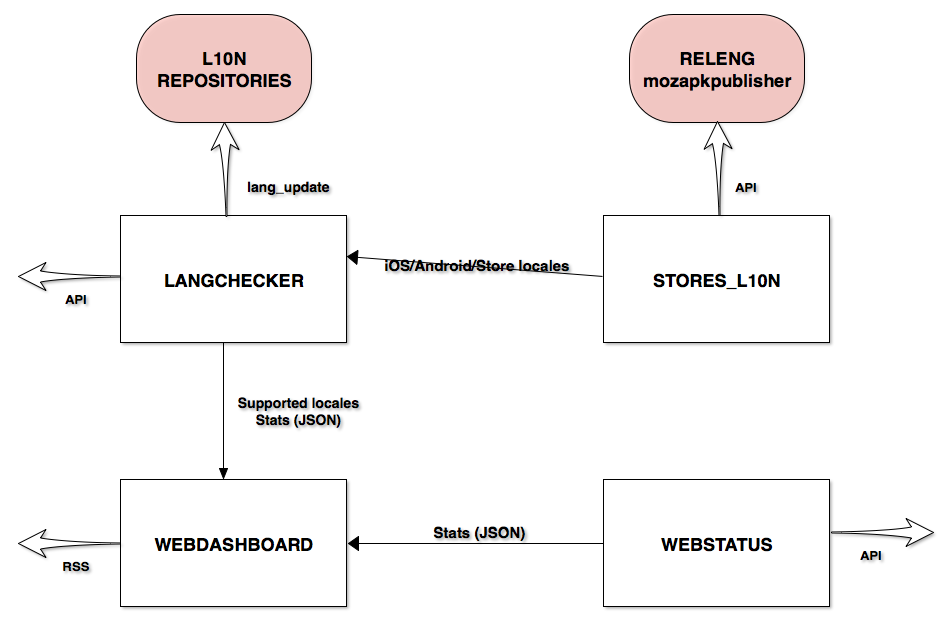 L10N
REPOSITORIES
RELENG
mozapkpublisher
lang_update
API
LANGCHECKER
iOS/Android/Store locales
STORES_L10N
API
Supported locales
Stats (JSON)
WEBDASHBOARD
Stats (JSON)
WEBSTATUS
RSS
API